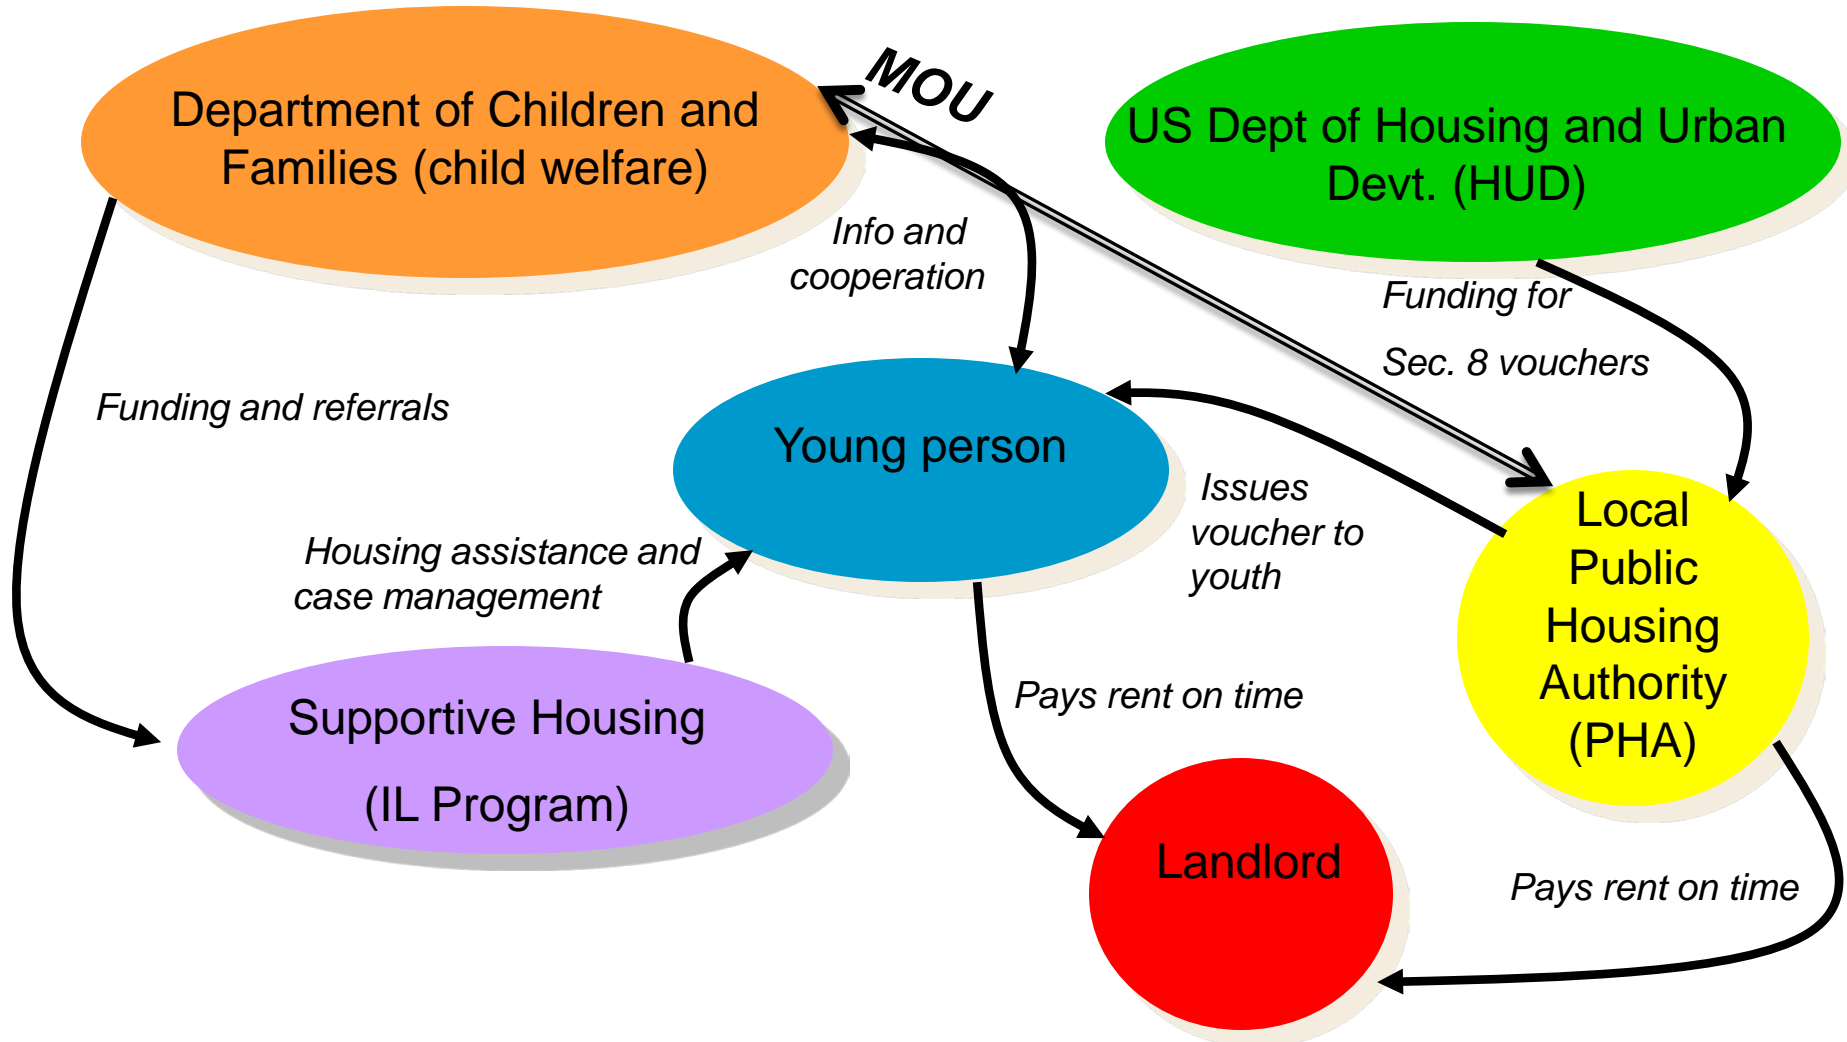 Department of Children and
Families (child welfare)
MOU
US Dept of Housing and Urban
Devt. (HUD)
Info and
cooperation
Funding for
Sec. 8 vouchers
Funding and referrals
Young person
Issues
voucher to
youth
Local
Public
Housing
Authority
(PHA)
Housing assistance and
case management
Supportive Housing
(IL Program)
Pays rent on time
Landlord
Pays rent on time